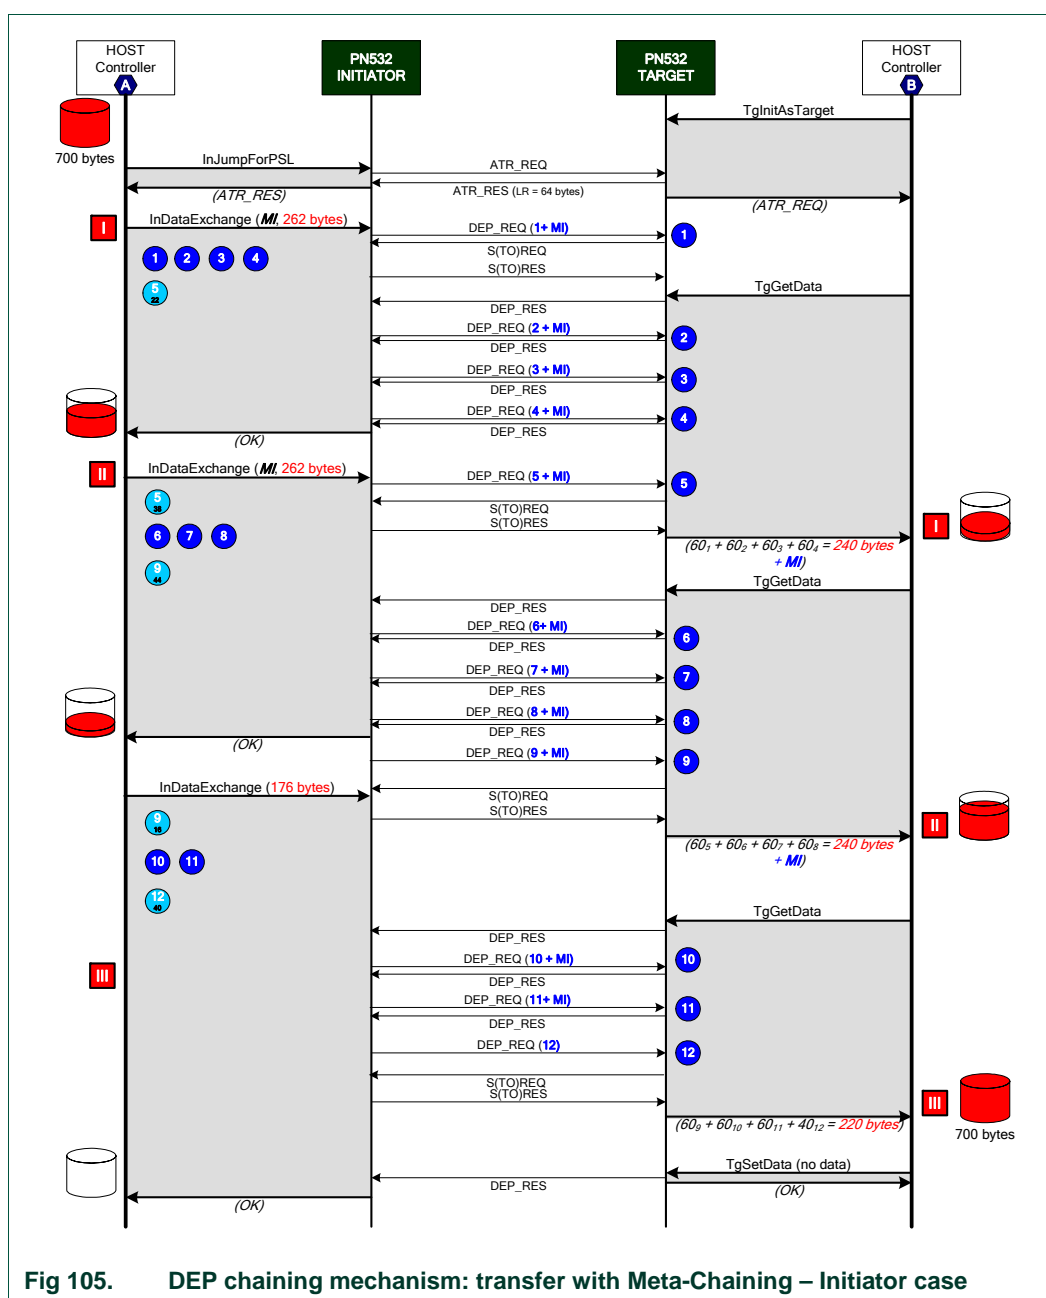 HOST
Controller
A
PN532
INITIATOR
PN532
TARGET
HOST
Controller
B
700 bytes
TgInitAsTarget
InJumpForPSL
ATR_REQ
(ATR_RES)
ATR_RES (LR = 64 bytes)
(ATR_REQ)
I
InDataExchange (MI, 262 bytes)
DEP_REQ (1+ MI)
1
S(TO)REQ
1 2 3 4
S(TO)RES
5
22
TgGetData
DEP_RES
DEP_REQ (2 + MI)
2
DEP_RES
DEP_REQ (3 + MI)
3
DEP_RES
DEP_REQ (4 + MI)
4
DEP_RES
(OK)
II
InDataExchange (MI, 262 bytes)
DEP_REQ (5 + MI)
5
5
38
S(TO)REQ
S(TO)RES
I
6 7 8
(60₁ + 60₂ + 60₃ + 60₄ = 240 bytes
+ MI)
9
44
TgGetData
DEP_RES
DEP_REQ (6+ MI)
6
DEP_RES
DEP_REQ (7 + MI)
7
DEP_RES
DEP_REQ (8 + MI)
8
DEP_RES
(OK)
DEP_REQ (9 + MI)
9
InDataExchange (176 bytes)
S(TO)REQ
S(TO)RES
9
16
II
(60₅ + 60₆ + 60₇ + 60₈ = 240 bytes
+ MI)
10 11
12
40
TgGetData
DEP_RES
DEP_REQ (10 + MI)
10
III
DEP_RES
DEP_REQ (11+ MI)
11
DEP_RES
DEP_REQ (12)
12
S(TO)REQ
S(TO)RES
III
(60₉ + 60₁₀ + 60₁₁ + 40₁₂ = 220 bytes)
700 bytes
TgSetData (no data)
DEP_RES
(OK)
(OK)
Fig 105. DEP chaining mechanism: transfer with Meta-Chaining – Initiator case